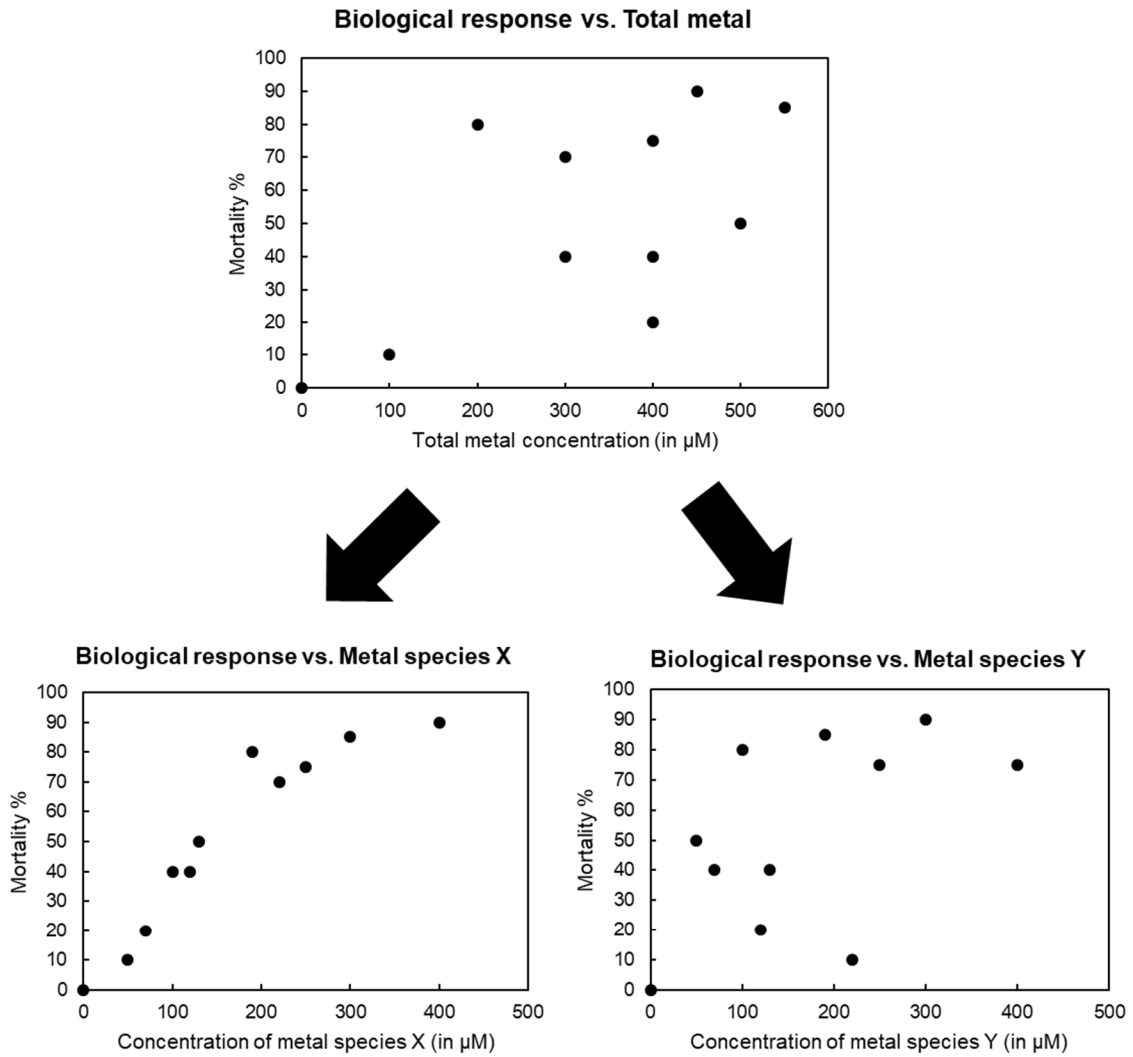 Biological response vs. Total metal
100
90
80
70
60
50
40
30
20
10
0
Mortality %
0 100 200 300 400 500 600
Total metal concentration (in µM)
Biological response vs. Metal species X
100
90
80
70
60
50
40
30
20
10
0
Mortality %
0 100 200 300 400 500
Concentration of metal species X (in µM)
Biological response vs. Metal species Y
100
90
80
70
60
50
40
30
20
10
0
Mortality %
0 100 200 300 400 500
Concentration of metal species Y (in µM)